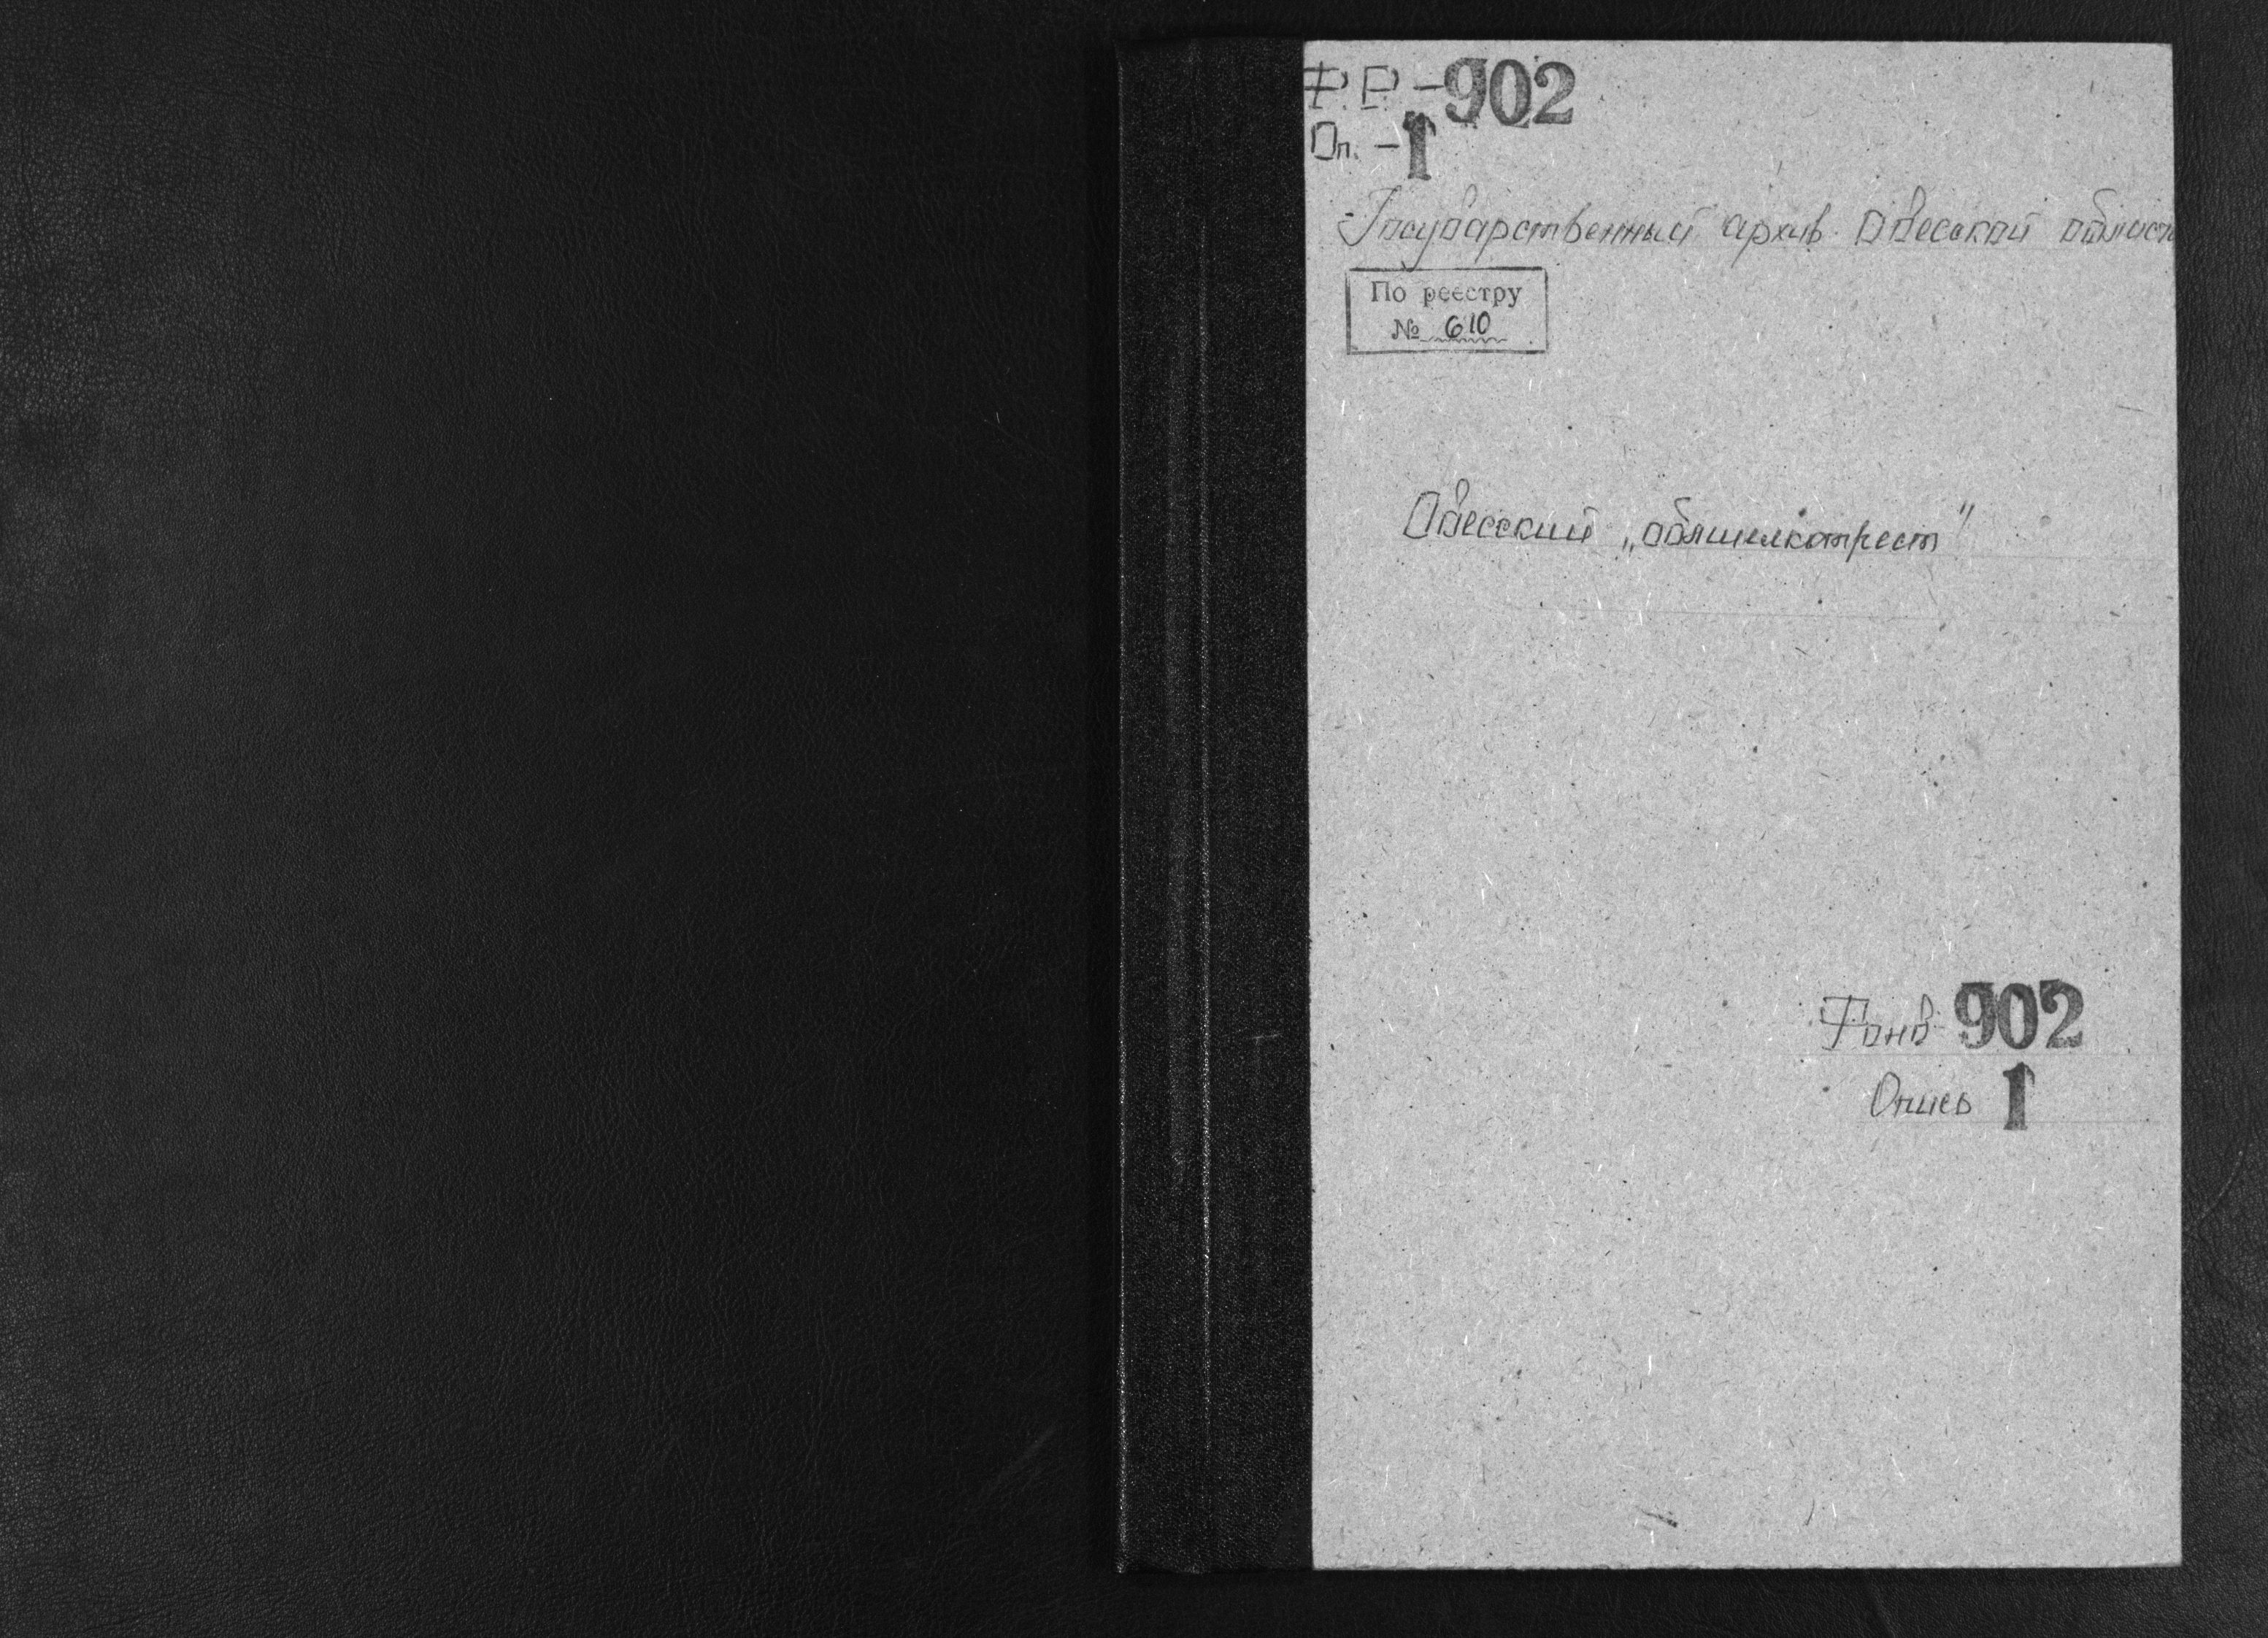 Ф.Р. - 902
Оп. - 1
Государственный архив Одесской област
По реестру
№ 610
Одесский „облшелкотрест"
Фонд 902
Опись 1